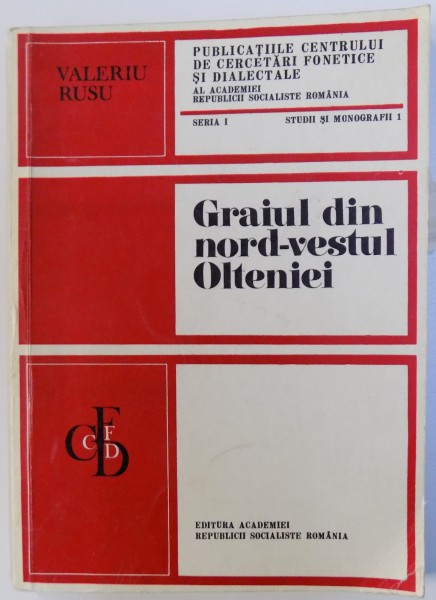 VALERIU
RUSU
PUBLICAȚIILE CENTRULUI
DE CERCETĂRI FONETICE
ȘI DIALECTALE
AL ACADEMIEI
REPUBLICII SOCIALISTE ROMÂNIA
SERIA I STUDII ȘI MONOGRAFII 1
Graiul din
nord-vestul
Olteniei
CCFD
EDITURA ACADEMIEI
REPUBLICII SOCIALISTE ROMÂNIA